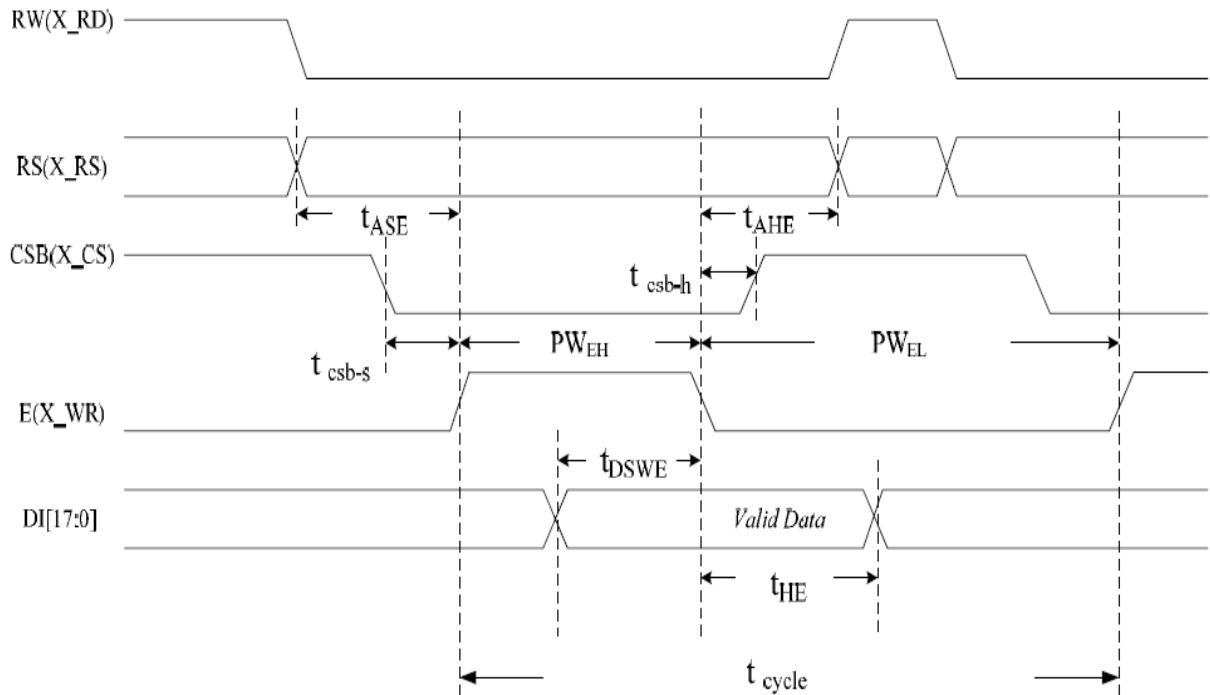 RW(X_RD)
RS(X_RS)
tASE
tAHE
CSB(X_CS)
t csb-h
PWEH
PWEL
t csb-s
E(X_WR)
tDSWE
DI[17:0]
Valid Data
tHE
t cycle